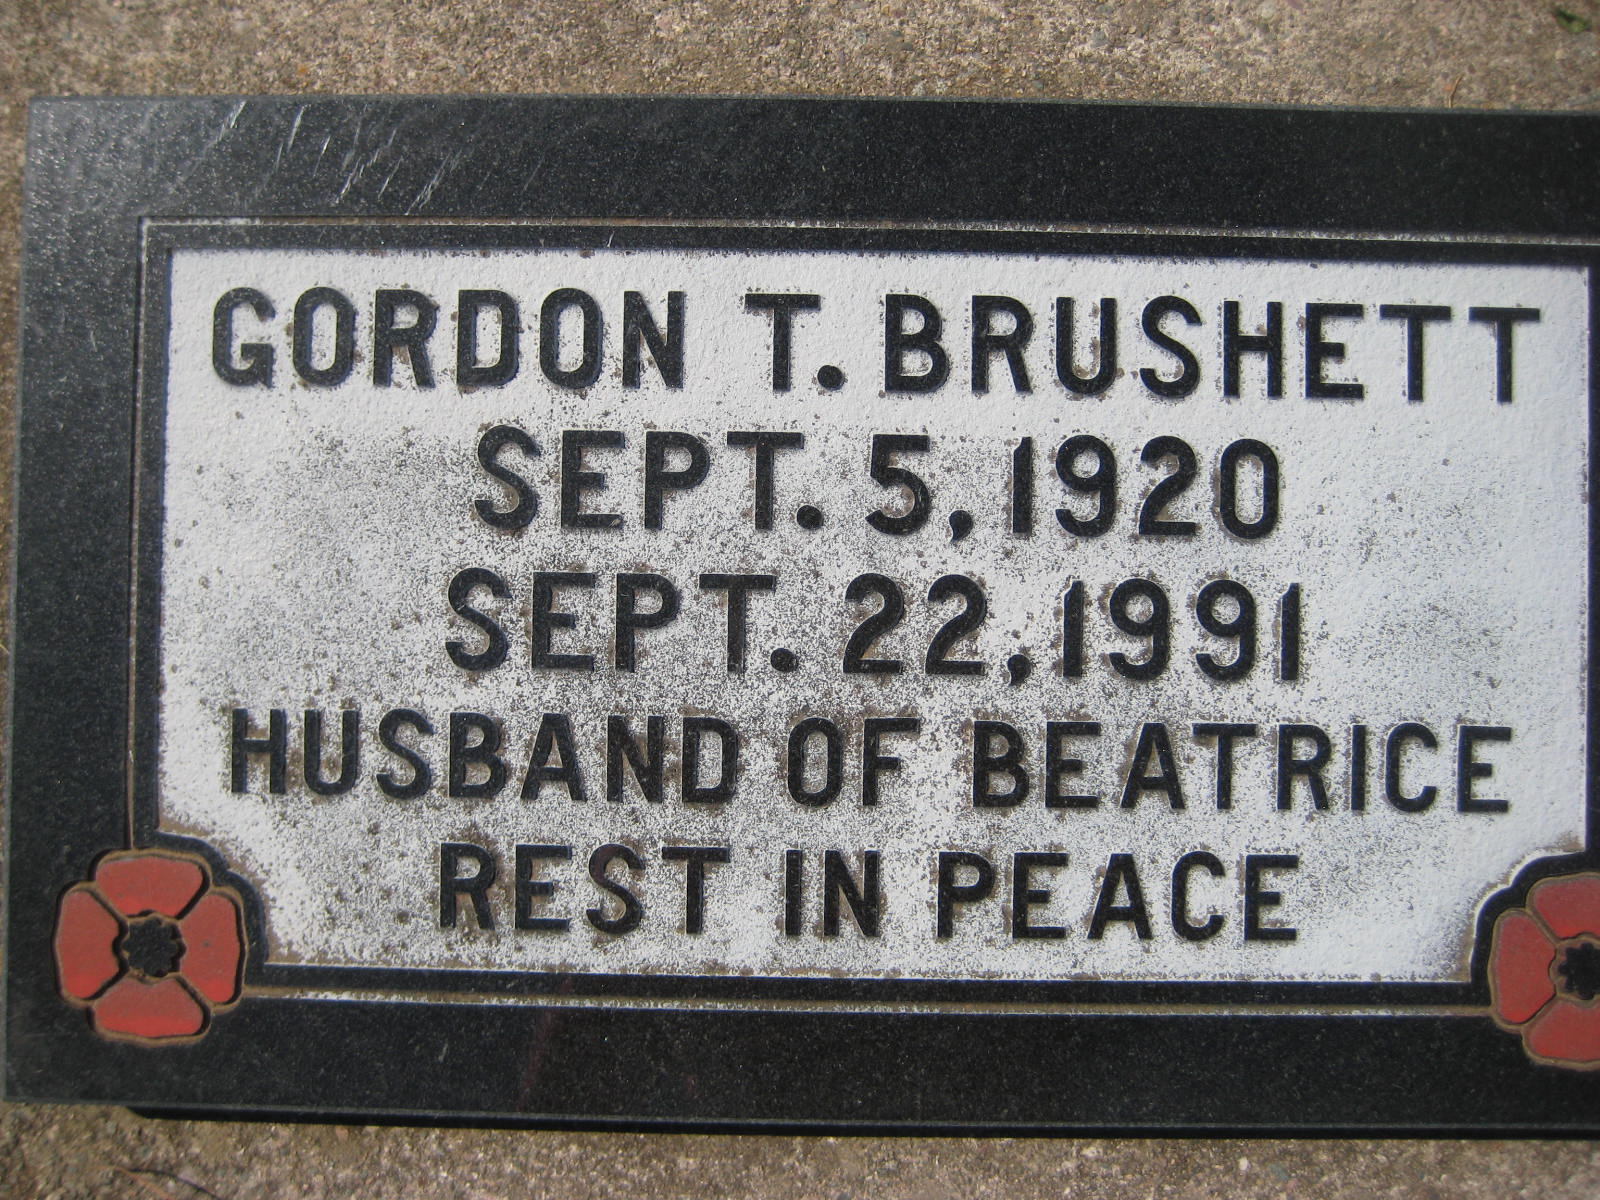 GORDON T. BRUSHETT
SEPT. 5, 1920
SEPT. 22, 1991
HUSBAND OF BEATRICE
REST IN PEACE